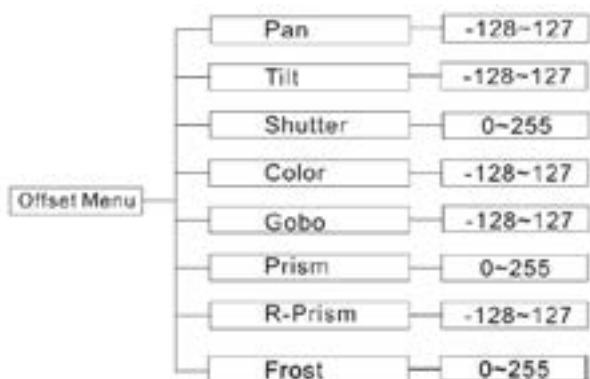 Pan -128~127
Tilt -128~127
Shutter 0~255
Color -128~127
Offset Menu
Gobo -128~127
Prism 0~255
R-Prism -128~127
Frost 0~255